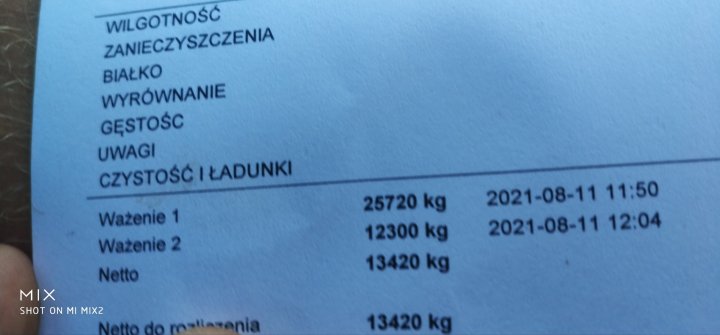 WILGOTNOŚĆ
ZANIECZYSZCZENIA
BIAŁKO
WYRÓWNANIE
GĘSTOŚC
UWAGI
CZYSTOŚĆ I ŁADUNKI
Ważenie 1 25720 kg 2021-08-11 11:50
Ważenie 2 12300 kg 2021-08-11 12:04
Netto 13420 kg
Netto do rozliczenia 13420 kg
MIX
SHOT ON MI MIX2